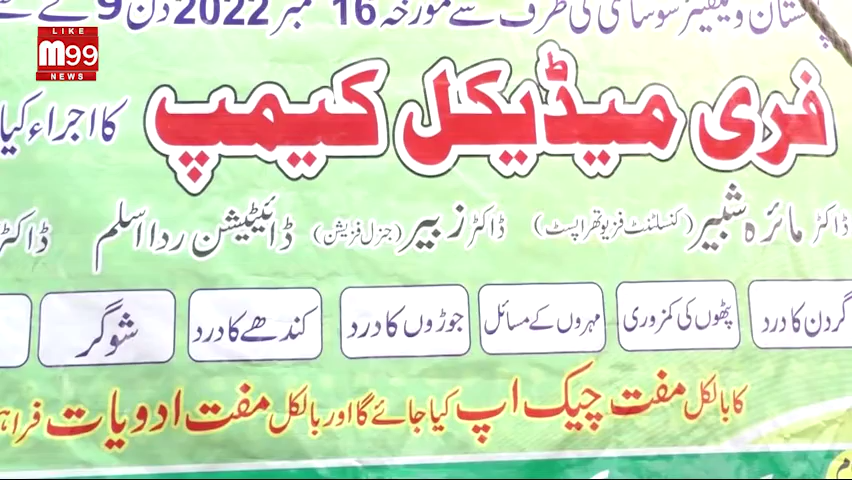 LIKE
M99
NEWS
پاکستان ویلفیئر سوسائٹی کی طرف سے مورخہ 16 ستمبر 2022 دن 9 بجے
فری میڈیکل کیمپ کا اجراء کیا
ڈاکٹر مائرہ شبیر (کنسلٹنٹ فزیوتھراپسٹ) ڈاکٹر زبیر (جنرل فزیشن) ڈائیٹیشن ردا اسلم ڈاکٹر
گردن کا درد پٹھوں کی کمزوری مہروں کے مسائل جوڑوں کا درد کندھے کا درد شوگر
کا بالکل مفت چیک اپ کیا جائے گا اور بالکل مفت ادویات